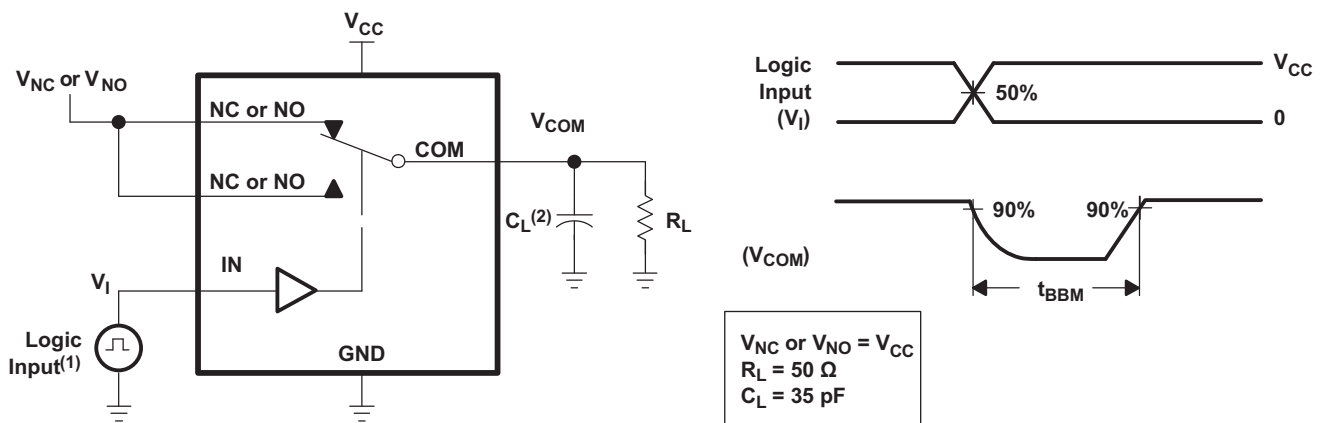 V_CC
V_NC or V_NO
NC or NO
V_COM
COM
NC or NO
C_L(2)
R_L
IN
V_I
Logic
Input(1)
GND
Logic
Input
(V_I)
V_CC
50%
0
90%
90%
(V_COM)
t_BBM
V_NC or V_NO = V_CC
R_L = 50 Ω
C_L = 35 pF